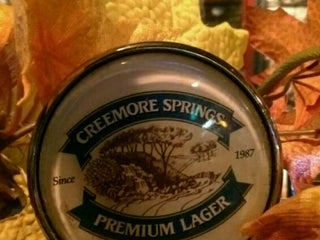 CREEMORE SPRINGS
Since 1987
PREMIUM LAGER